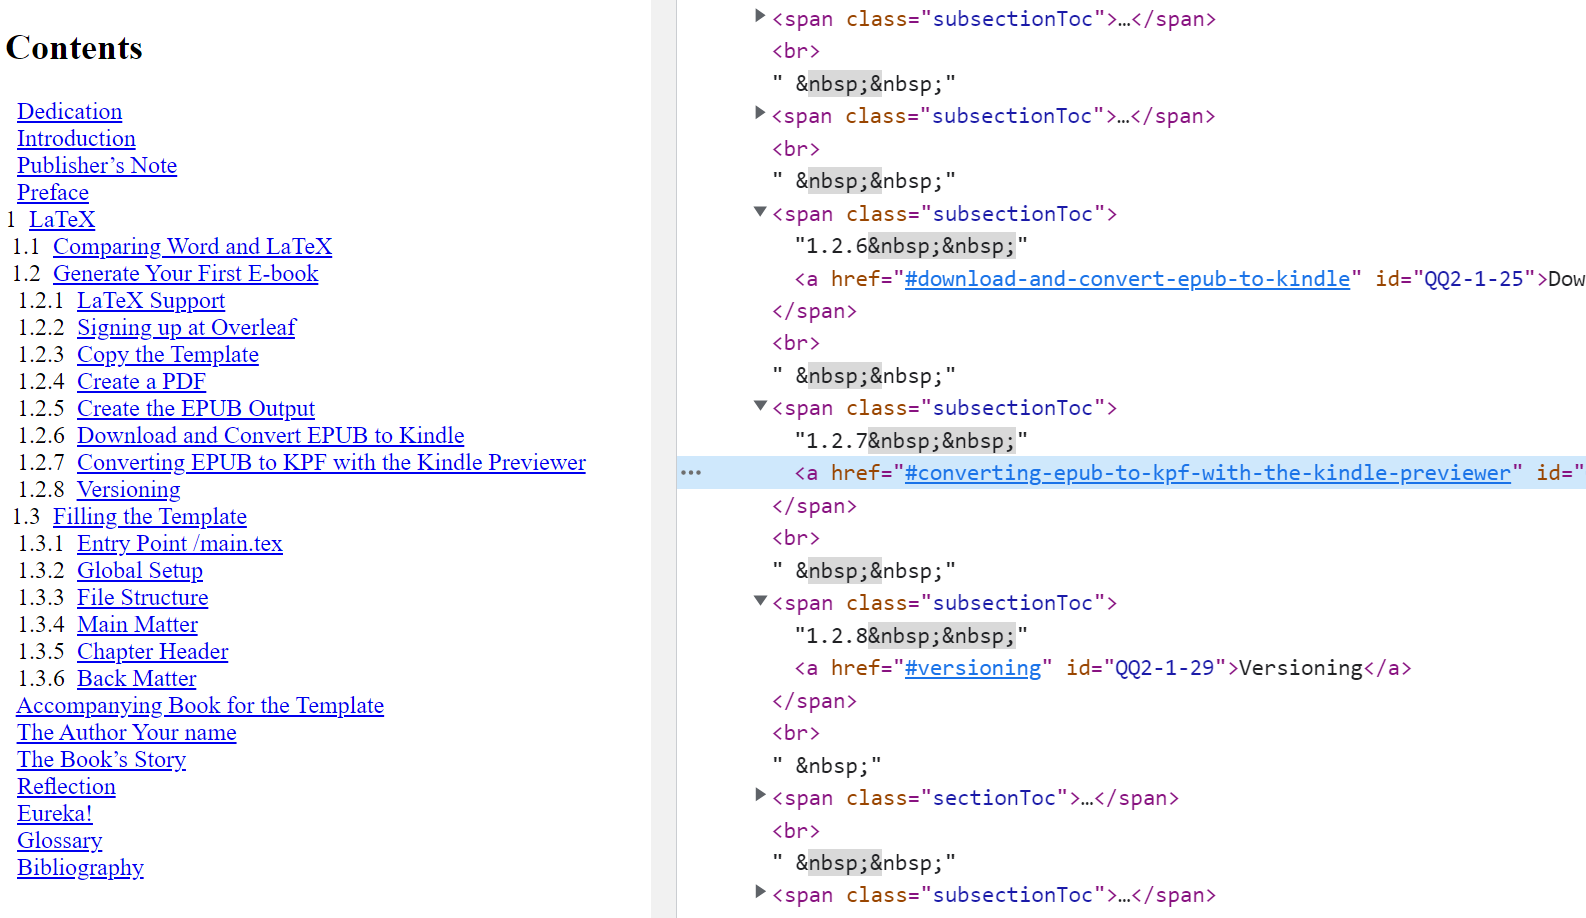 Contents
Dedication
Introduction
Publisher’s Note
Preface
1 LaTeX
1.1 Comparing Word and LaTeX
1.2 Generate Your First E-book
1.2.1 LaTeX Support
1.2.2 Signing up at Overleaf
1.2.3 Copy the Template
1.2.4 Create a PDF
1.2.5 Create the EPUB Output
1.2.6 Download and Convert EPUB to Kindle
1.2.7 Converting EPUB to KPF with the Kindle Previewer
1.2.8 Versioning
1.3 Filling the Template
1.3.1 Entry Point /main.tex
1.3.2 Global Setup
1.3.3 File Structure
1.3.4 Main Matter
1.3.5 Chapter Header
1.3.6 Back Matter
Accompanying Book for the Template
The Author Your name
The Book’s Story
Reflection
Eureka!
Glossary
Bibliography
<span class="subsectionToc">…</span>
<br>
" &nbsp;&nbsp;"
<span class="subsectionToc">…</span>
<br>
" &nbsp;&nbsp;"
<span class="subsectionToc">
"1.2.6&nbsp;&nbsp;"
<a href="#download-and-convert-epub-to-kindle" id="QQ2-1-25">Dow
</span>
<br>
" &nbsp;&nbsp;"
<span class="subsectionToc">
"1.2.7&nbsp;&nbsp;"
<a href="#converting-epub-to-kpf-with-the-kindle-previewer" id="
</span>
<br>
" &nbsp;&nbsp;"
<span class="subsectionToc">
"1.2.8&nbsp;&nbsp;"
<a href="#versioning" id="QQ2-1-29">Versioning</a>
</span>
<br>
" &nbsp;"
<span class="sectionToc">…</span>
<br>
" &nbsp;&nbsp;"
<span class="subsectionToc">…</span>